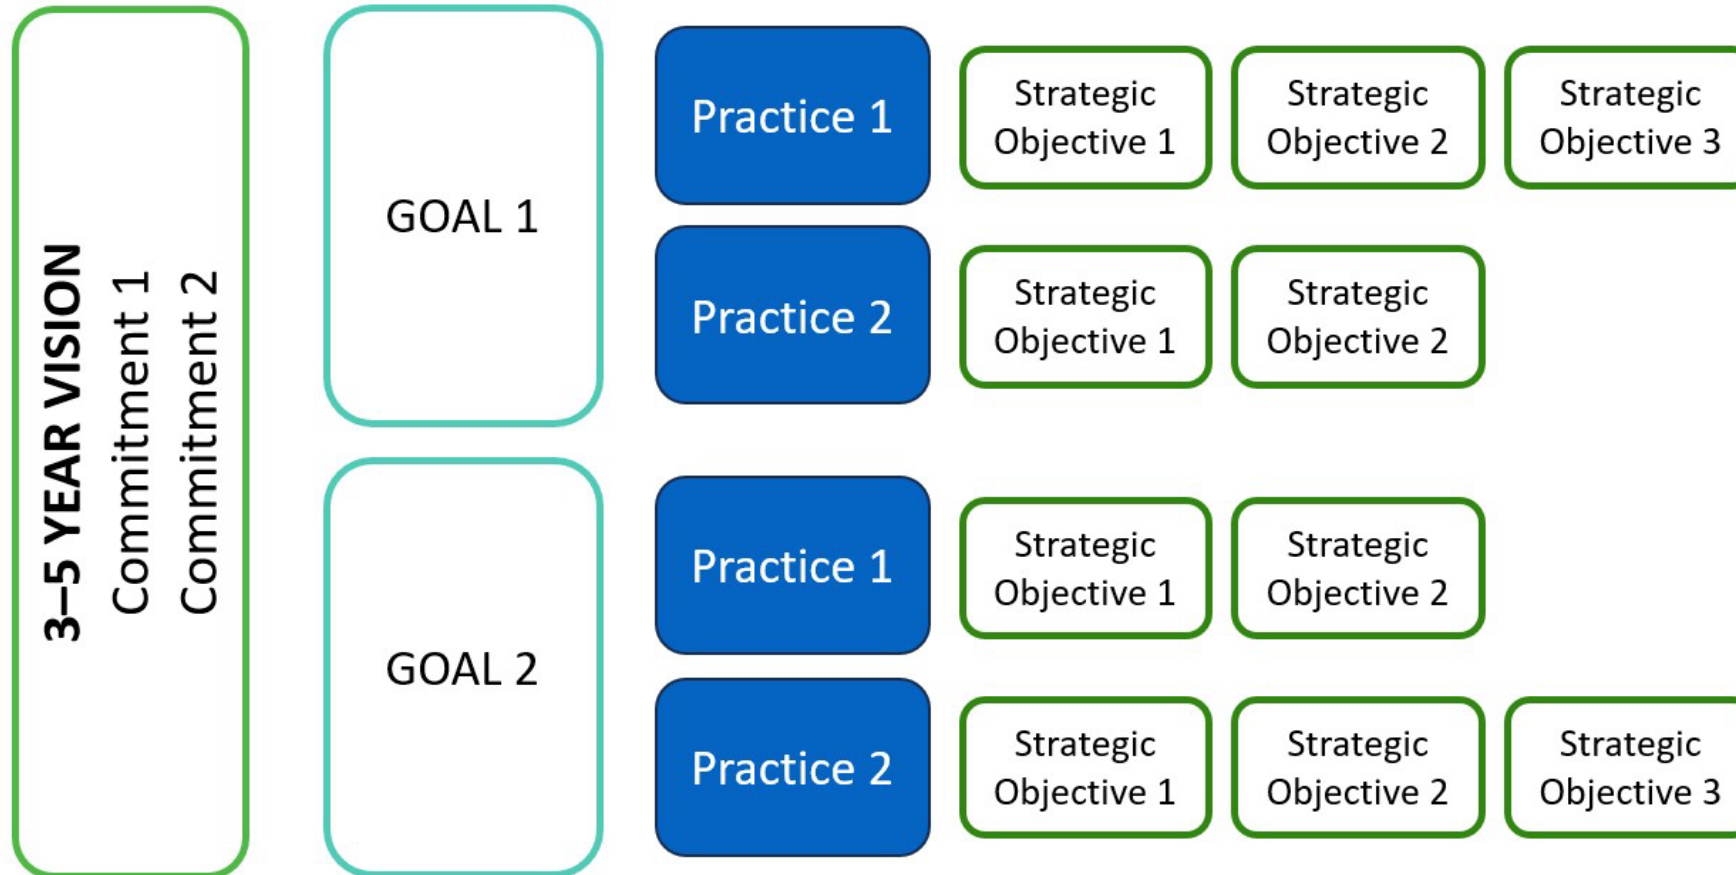 3–5 YEAR VISION
Commitment 1
Commitment 2
GOAL 1
Practice 1
Strategic
Objective 1
Strategic
Objective 2
Strategic
Objective 3
Practice 2
Strategic
Objective 1
Strategic
Objective 2
GOAL 2
Practice 1
Strategic
Objective 1
Strategic
Objective 2
Practice 2
Strategic
Objective 1
Strategic
Objective 2
Strategic
Objective 3